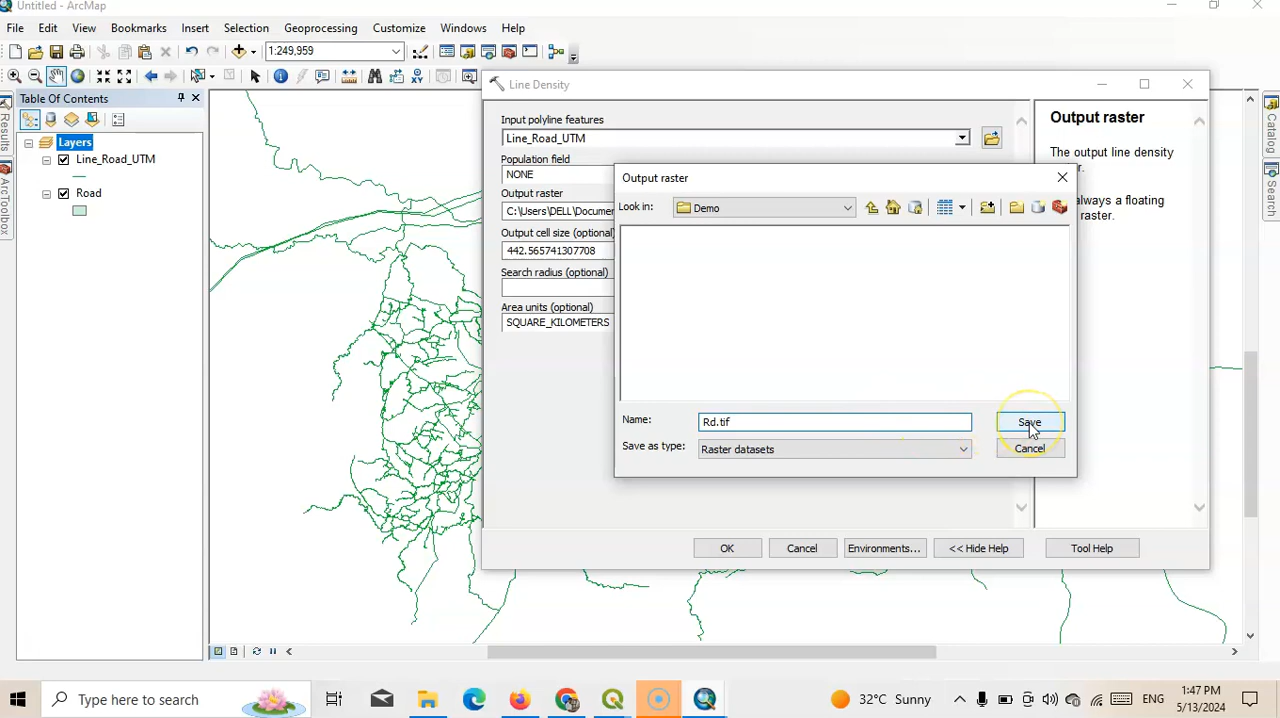 Untitled - ArcMap
File Edit View Bookmarks Insert Selection Geoprocessing Customize Windows Help
1:249,959
Table Of Contents
Layers
Line_Road_UTM
Road
Results
ArcToolbox
Line Density
Input polyline features
Line_Road_UTM
Population field
NONE
Output raster
C:\Users\DELL\Documen
Output cell size (optional)
442.565741307708
Search radius (optional)
Area units (optional)
SQUARE_KILOMETERS
Output raster
Look in: Demo
Name: Rd.tif
Save as type: Raster datasets
Save
Cancel
Output raster
The output line density
r.
always a floating
raster.
OK Cancel Environments... << Hide Help Tool Help
Catalog
Search
Type here to search
32°C Sunny
ENG
1:47 PM
5/13/2024